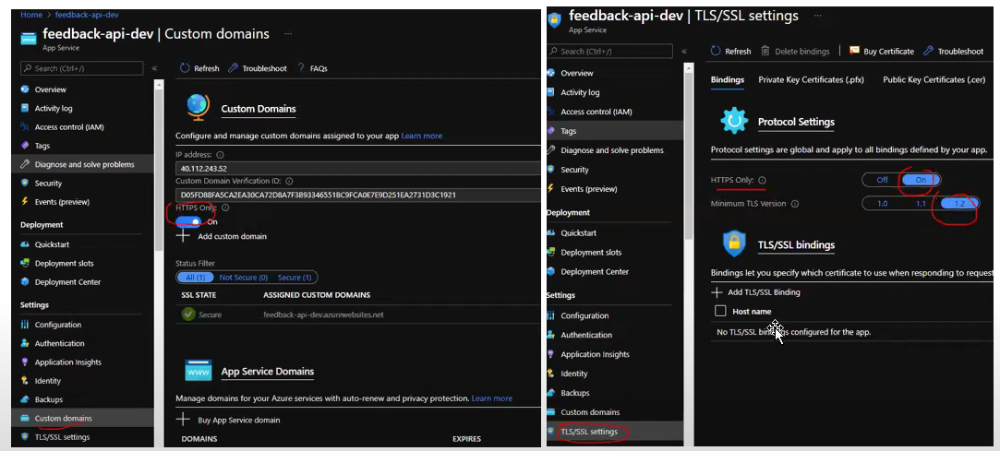 Home > feedback-api-dev
feedback-api-dev | Custom domains ...
App Service
Search (Ctrl+/)
«
Overview
Activity log
Access control (IAM)
Tags
Diagnose and solve problems
Security
Events (preview)
Deployment
Quickstart
Deployment slots
Deployment Center
Settings
Configuration
Authentication
Application Insights
Identity
Backups
Custom domains
TLS/SSL settings
Refresh Troubleshoot ? FAQs
www
Custom Domains
Configure and manage custom domains assigned to your app Learn more
IP address:
40.112.243.52
Custom Domain Verification ID:
D05FD88FA5CA2EA30CA72D8A7F3B9346551BC9FCA0E7E9D251EA2731D3C1921
HTTPS Only:
On
Add custom domain
Status Filter
All (1) Not Secure (0) Secure (1)
SSL STATE ASSIGNED CUSTOM DOMAINS
Secure feedback-api-dev.azurewebsites.net
www
App Service Domains
Manage domains for your Azure services with auto-renew and privacy protection. Learn more
Buy App Service domain
DOMAINS EXPIRES
feedback-api-dev | TLS/SSL settings ...
App Service
Search (Ctrl+/)
«
Overview
Activity log
Access control (IAM)
Tags
Diagnose and solve problems
Security
Events (preview)
Deployment
Quickstart
Deployment slots
Deployment Center
Settings
Configuration
Authentication
Application Insights
Identity
Backups
Custom domains
TLS/SSL settings
Refresh Delete bindings Buy Certificate Troubleshoot
Bindings Private Key Certificates (.pfx) Public Key Certificates (.cer)
Protocol Settings
Protocol settings are global and apply to all bindings defined by your app.
HTTPS Only: Off On
Minimum TLS Version 1.0 1.1 1.2
TLS/SSL bindings
Bindings let you specify which certificate to use when responding to request
Add TLS/SSL Binding
Host name
No TLS/SSL bindings configured for the app.